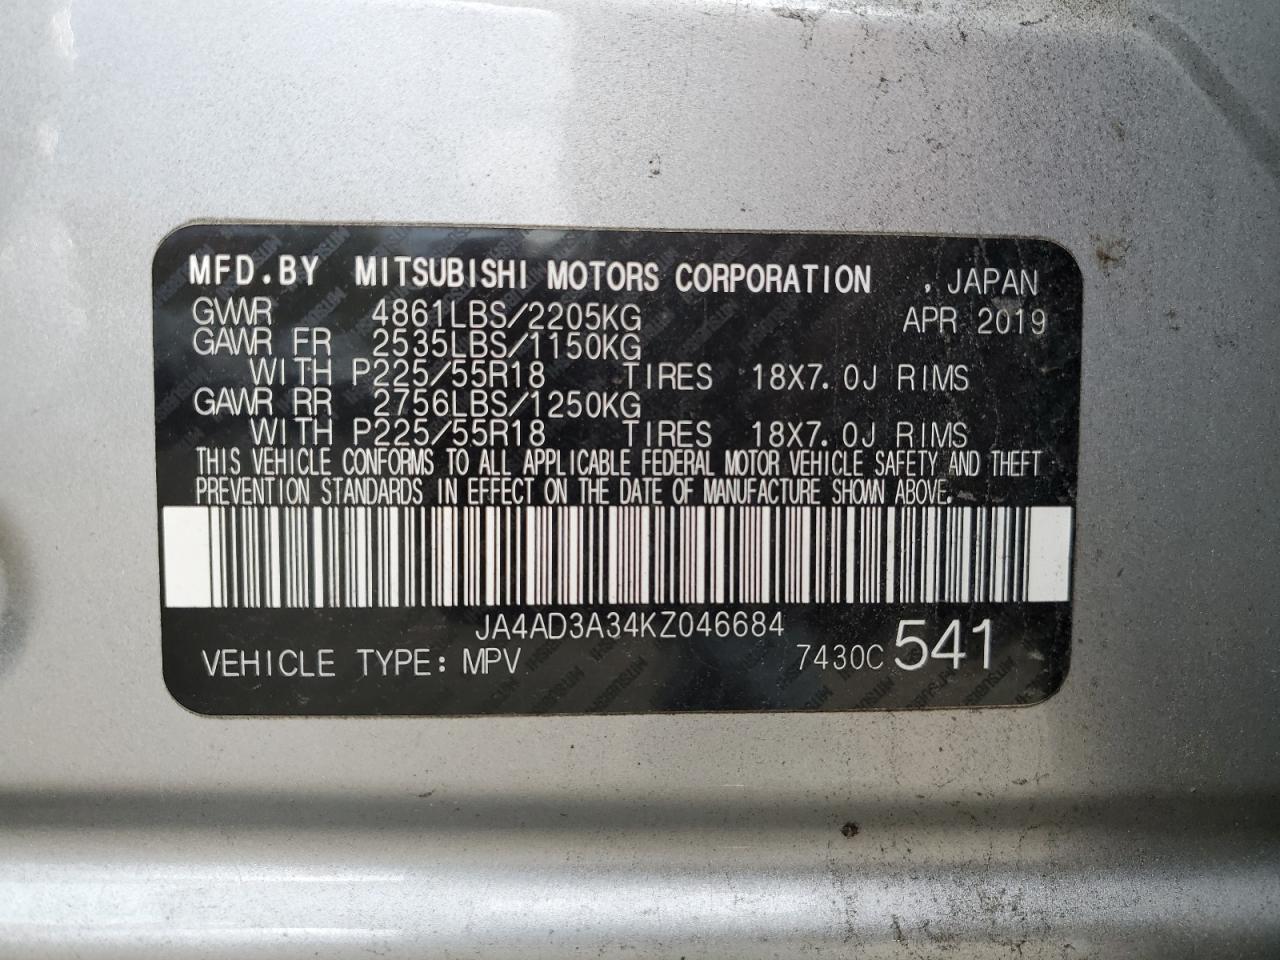 MFD.BY MITSUBISHI MOTORS CORPORATION , JAPAN
GVWR 4861LBS/2205KG APR 2019
GAWR FR 2535LBS/1150KG
WITH P225/55R18 TIRES 18X7.0J RIMS
GAWR RR 2756LBS/1250KG
WITH P225/55R18 TIRES 18X7.0J RIMS
THIS VEHICLE CONFORMS TO ALL APPLICABLE FEDERAL MOTOR VEHICLE SAFETY AND THEFT
PREVENTION STANDARDS IN EFFECT ON THE DATE OF MANUFACTURE SHOWN ABOVE.
JA4AD3A34KZ046684
VEHICLE TYPE: MPV 7430C 541